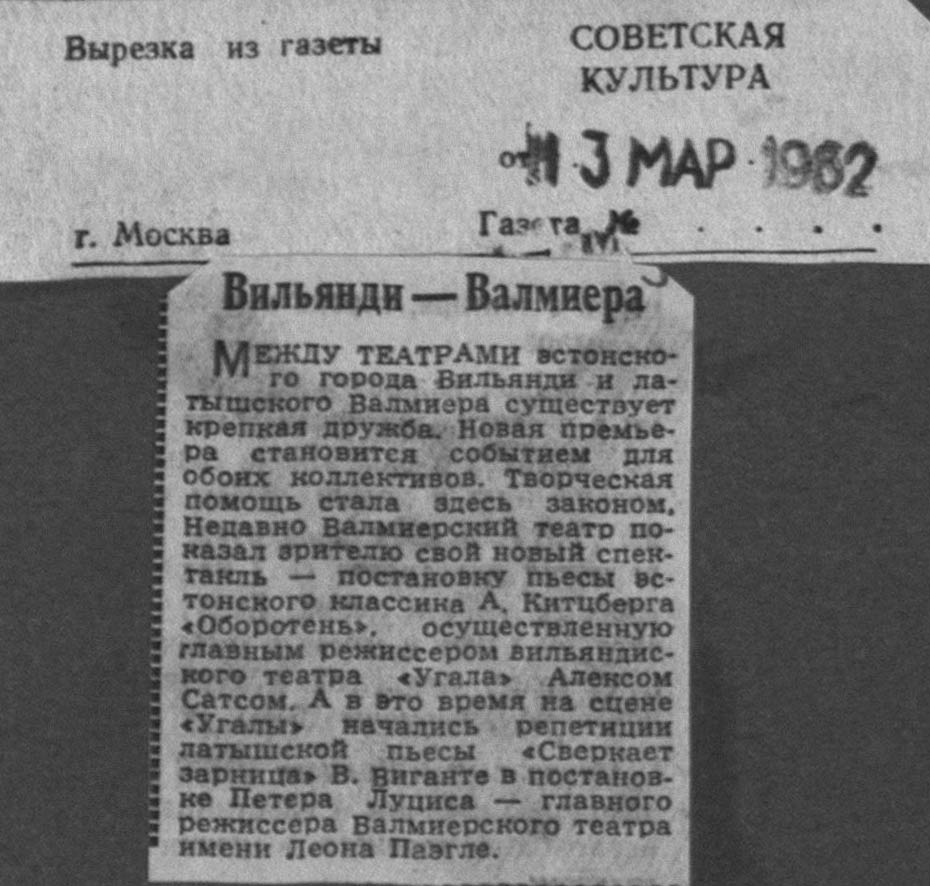 Вырезка из газеты
СОВЕТСКАЯ
КУЛЬТУРА
от 13 МАР 1962
г. Москва
Газета №
Вильянди — Валмиера
МЕЖДУ ТЕАТРАМИ эстонско-
го города Вильянди и ла-
тышского Валмиера существует
крепкая дружба. Новая премье-
ра становится событием для
обоих коллективов. Творческая
помощь стала здесь законом.
Недавно Валмиерский театр по-
казал зрителю свой новый спек-
такль — постановку пьесы эс-
тонского классика А. Китцберга
«Оборотень», осуществленную
главным режиссером вильяндис-
кого театра «Угала» Алексом
Сатсом. А в это время на сцене
«Угалы» начались репетиции
латышской пьесы «Сверкает
зарница» В. Виганте в постанов-
ке Петера Луциса — главного
режиссера Валмиерского театра
имени Леона Паэгле.